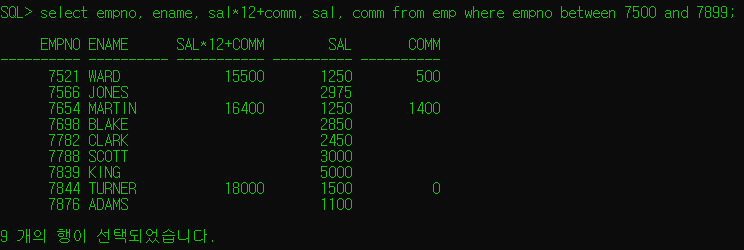 SQL> select empno, ename, sal*12+comm, sal, comm from emp where empno between 7500 and 7899;
EMPNO ENAME SAL*12+COMM SAL COMM
---------- ---------- ----------- ---------- ----------
7521 WARD 15500 1250 500
7566 JONES 2975
7654 MARTIN 16400 1250 1400
7698 BLAKE 2850
7782 CLARK 2450
7788 SCOTT 3000
7839 KING 5000
7844 TURNER 18000 1500 0
7876 ADAMS 1100
9 개의 행이 선택되었습니다.